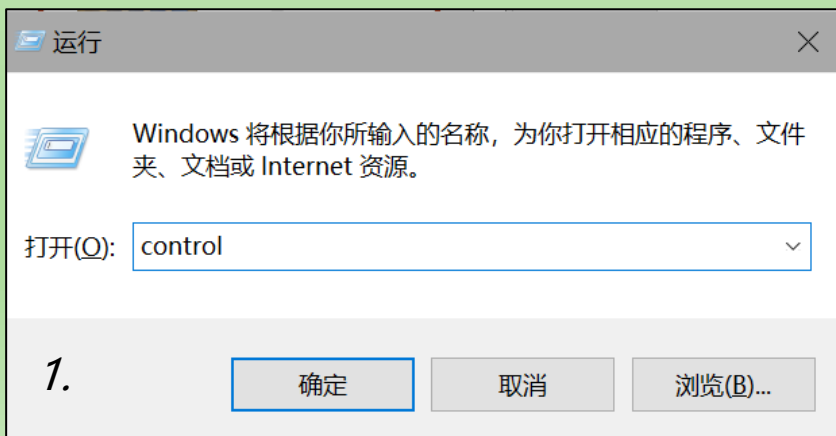 运行
Windows 将根据你所输入的名称，为你打开相应的程序、文件
夹、文档或 Internet 资源。
打开(O): control
1.
确定 取消 浏览(B)...